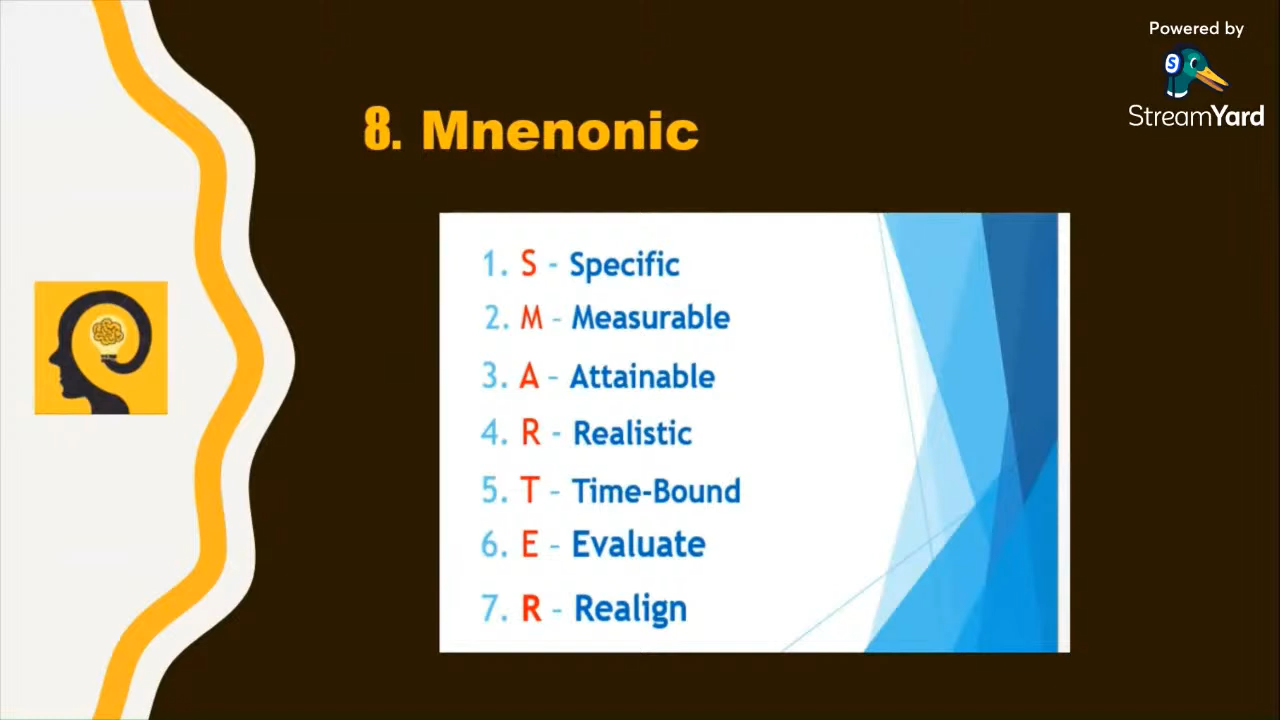 Powered by
StreamYard
8. Mnenonic
1. S - Specific
2. M - Measurable
3. A - Attainable
4. R - Realistic
5. T - Time-Bound
6. E - Evaluate
7. R - Realign